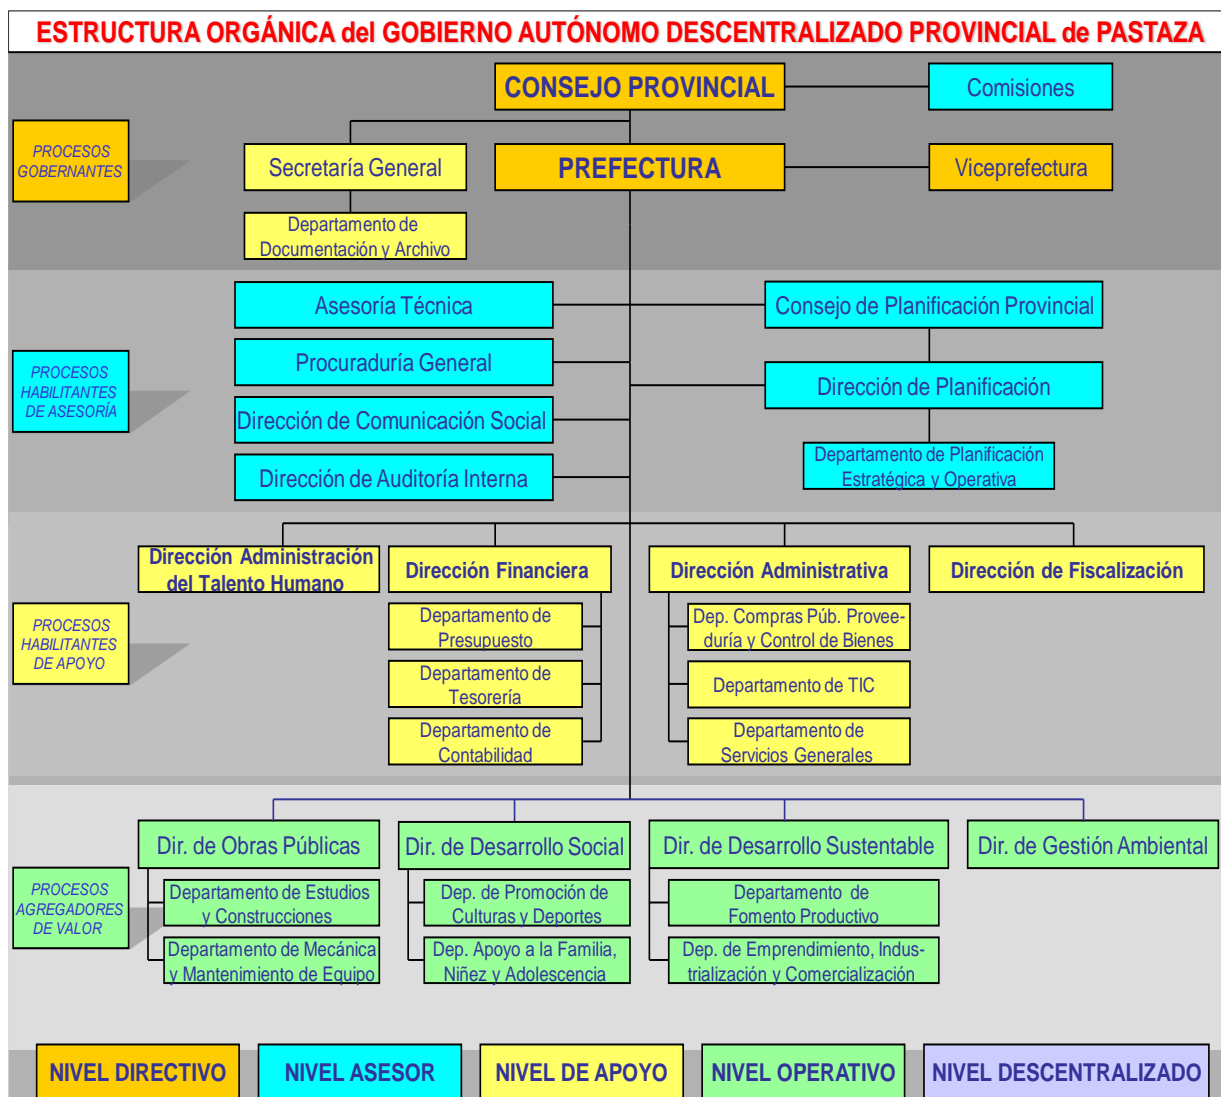 ESTRUCTURA ORGÁNICA del GOBIERNO AUTÓNOMO DESCENTRALIZADO PROVINCIAL de PASTAZA
CONSEJO PROVINCIAL
Comisiones
PROCESOS
GOBERNANTES
Secretaría General
PREFECTURA
Viceprefectura
Departamento de
Documentación y Archivo
Asesoría Técnica
Consejo de Planificación Provincial
PROCESOS
HABILITANTES
DE ASESORÍA
Procuraduría General
Dirección de Planificación
Dirección de Comunicación Social
Departamento de Planificación
Estratégica y Operativa
Dirección de Auditoría Interna
Dirección Administración
del Talento Humano
Dirección Financiera
Dirección Administrativa
Dirección de Fiscalización
PROCESOS
HABILITANTES
DE APOYO
Departamento de
Presupuesto
Dep. Compras Púb. Provee-
duría y Control de Bienes
Departamento de
Tesorería
Departamento de TIC
Departamento de
Contabilidad
Departamento de
Servicios Generales
Dir. de Obras Públicas
Dir. de Desarrollo Social
Dir. de Desarrollo Sustentable
Dir. de Gestión Ambiental
PROCESOS
AGREGADORES
DE VALOR
Departamento de Estudios
y Construcciones
Dep. de Promoción de
Culturas y Deportes
Departamento de
Fomento Productivo
Departamento de Mecánica
y Mantenimiento de Equipo
Dep. Apoyo a la Familia,
Niñez y Adolescencia
Dep. de Emprendimiento, Indus-
trialización y Comercialización
NIVEL DIRECTIVO
NIVEL ASESOR
NIVEL DE APOYO
NIVEL OPERATIVO
NIVEL DESCENTRALIZADO